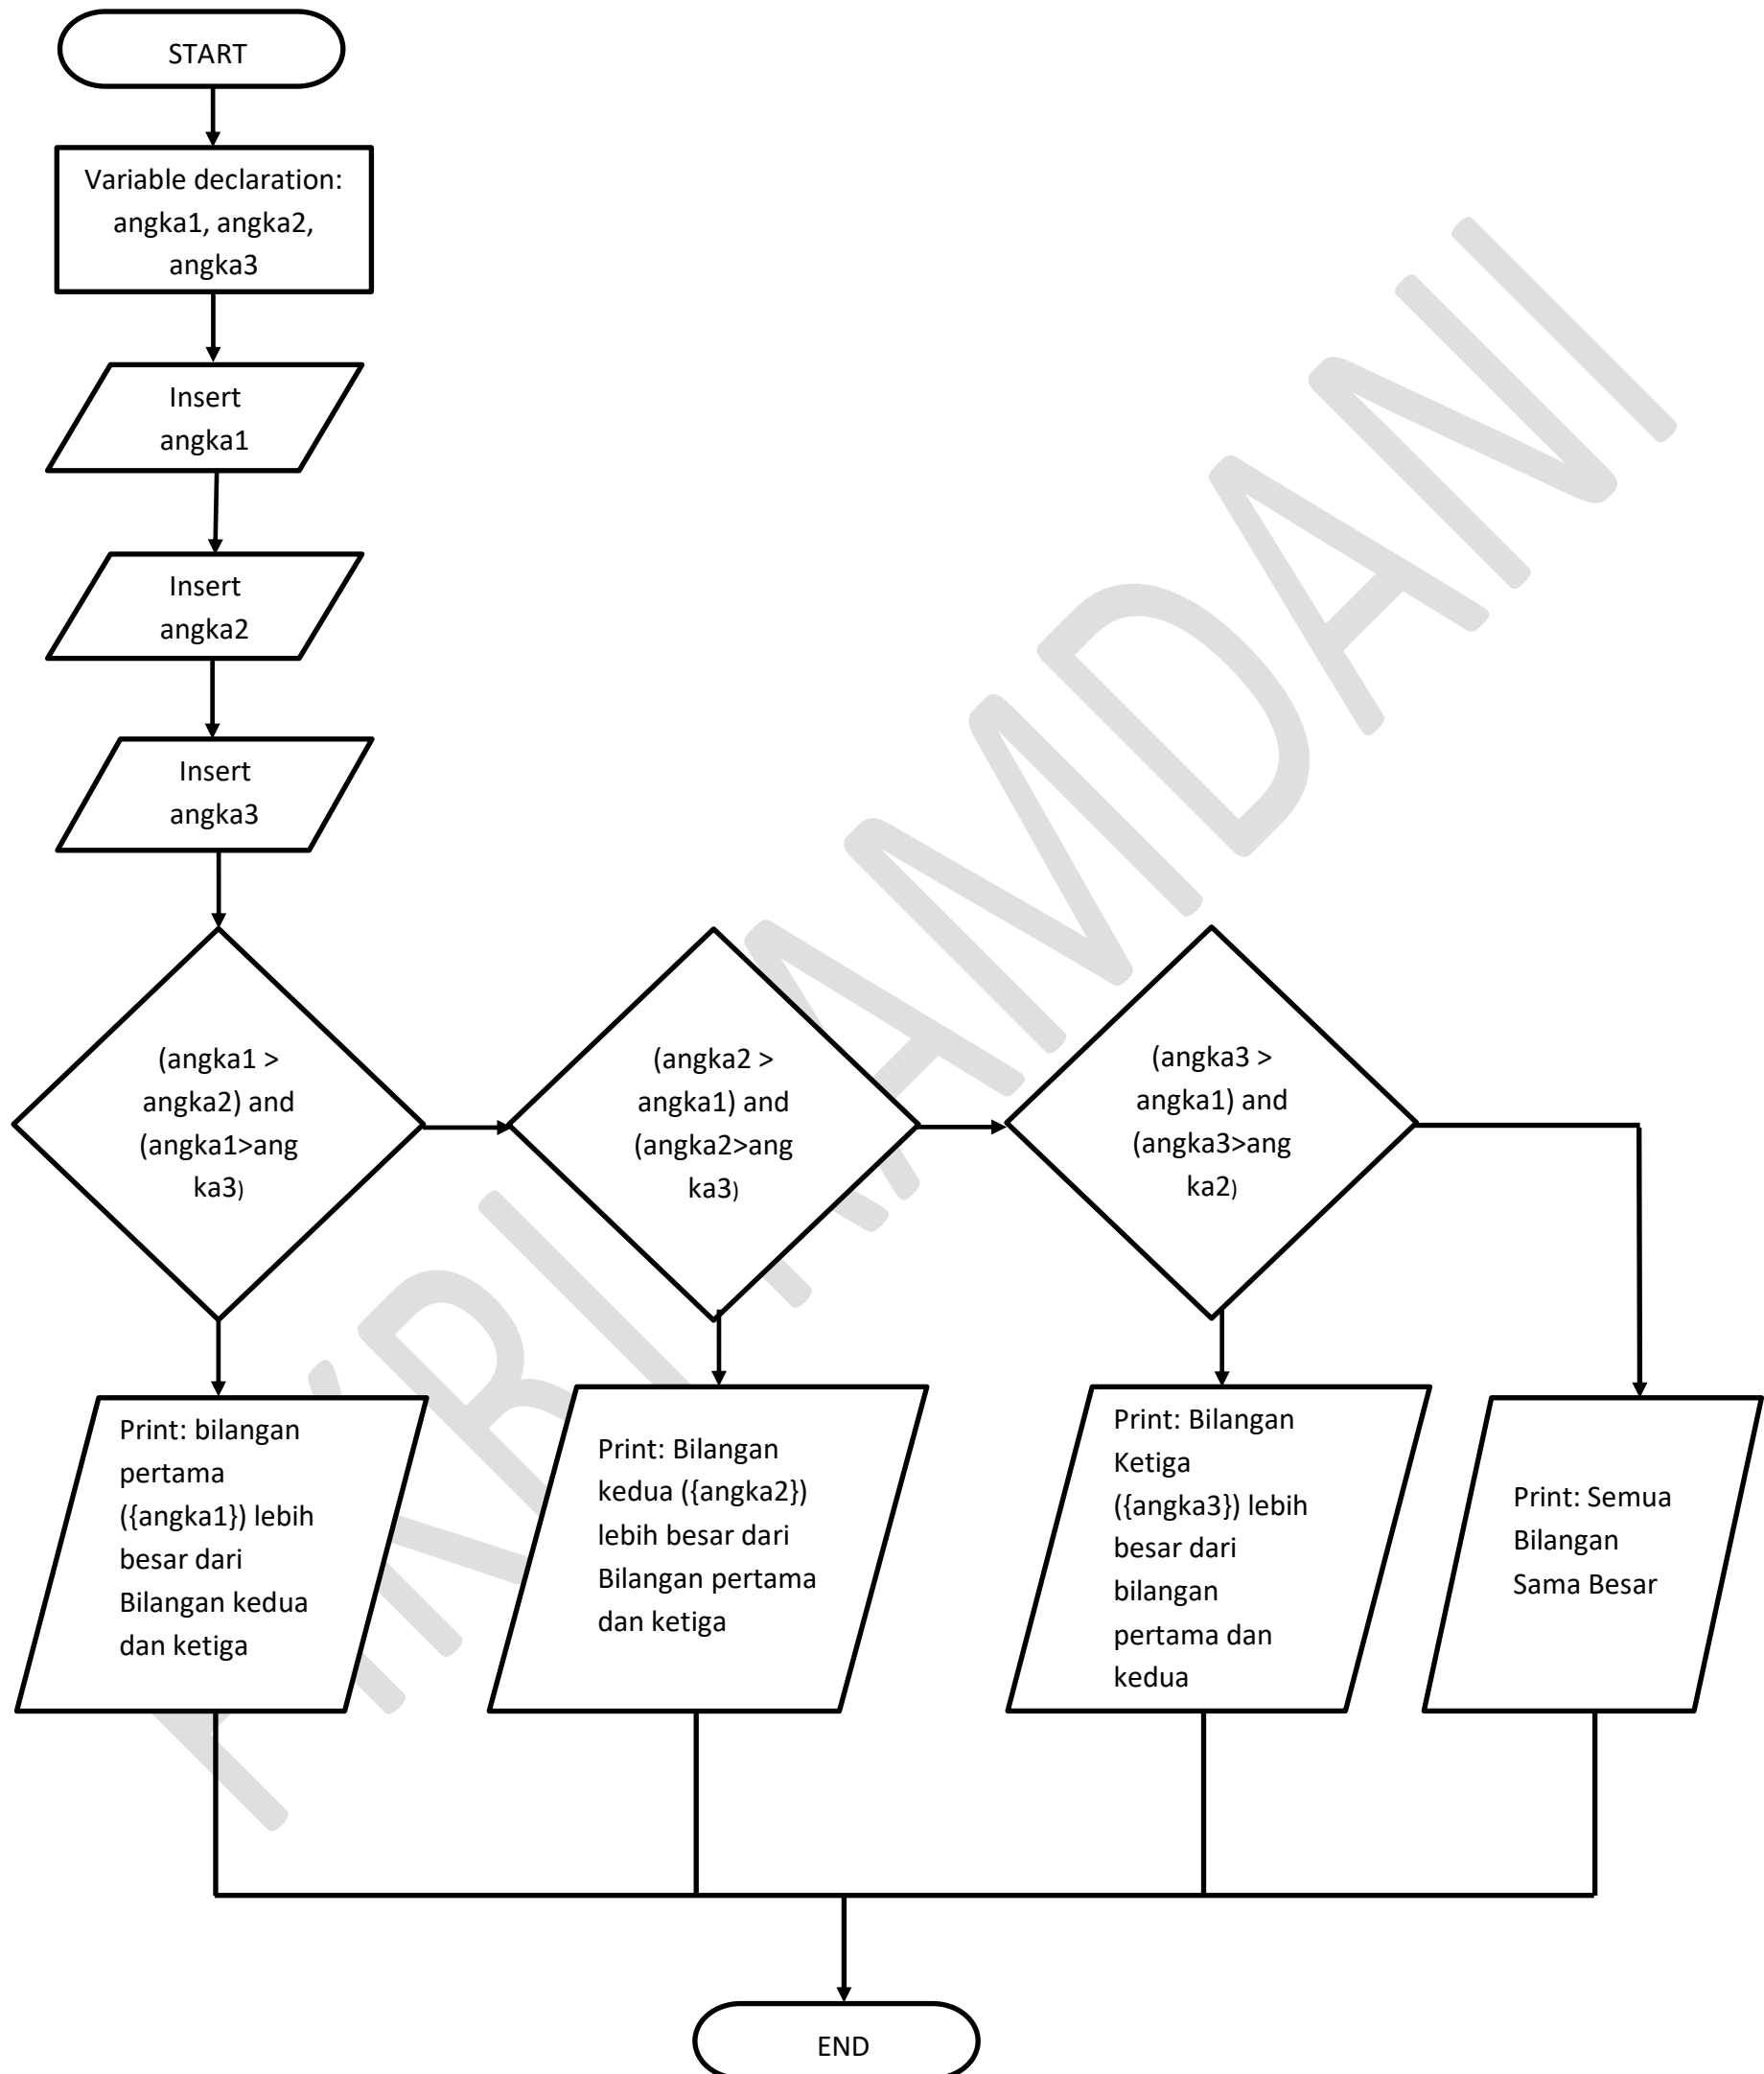 START
Variable declaration:
angka1, angka2,
angka3
Insert
angka1
Insert
angka2
Insert
angka3
(angka1 >
angka2) and
(angka1>ang
ka3)
(angka2 >
angka1) and
(angka2>ang
ka3)
(angka3 >
angka1) and
(angka3>ang
ka2)
Print: bilangan
pertama
({angka1}) lebih
besar dari
Bilangan kedua
dan ketiga
Print: Bilangan
kedua ({angka2})
lebih besar dari
Bilangan pertama
dan ketiga
Print: Bilangan
Ketiga
({angka3}) lebih
besar dari
bilangan
pertama dan
kedua
Print: Semua
Bilangan
Sama Besar
END